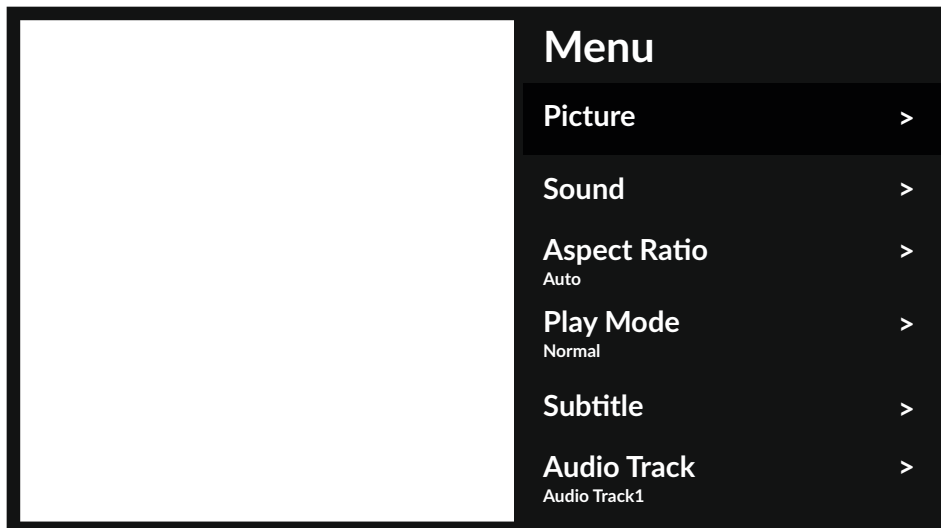 Menu
Picture >
Sound >
Aspect Ratio >
Auto
Play Mode >
Normal
Subtitle >
Audio Track >
Audio Track1